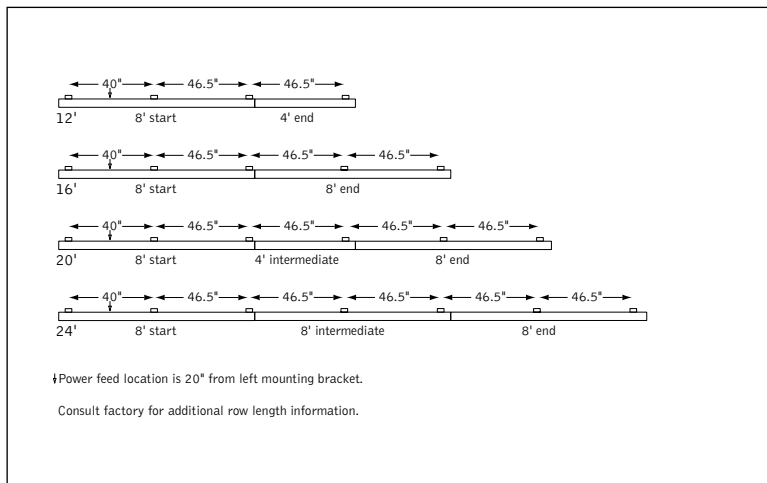 40" 46.5" 46.5"
12' 8' start 4' end
40" 46.5" 46.5" 46.5"
16' 8' start 8' end
40" 46.5" 46.5" 46.5" 46.5"
20' 8' start 4' intermediate 8' end
40" 46.5" 46.5" 46.5" 46.5" 46.5"
24' 8' start 8' intermediate 8' end
Power feed location is 20" from left mounting bracket.
Consult factory for additional row length information.